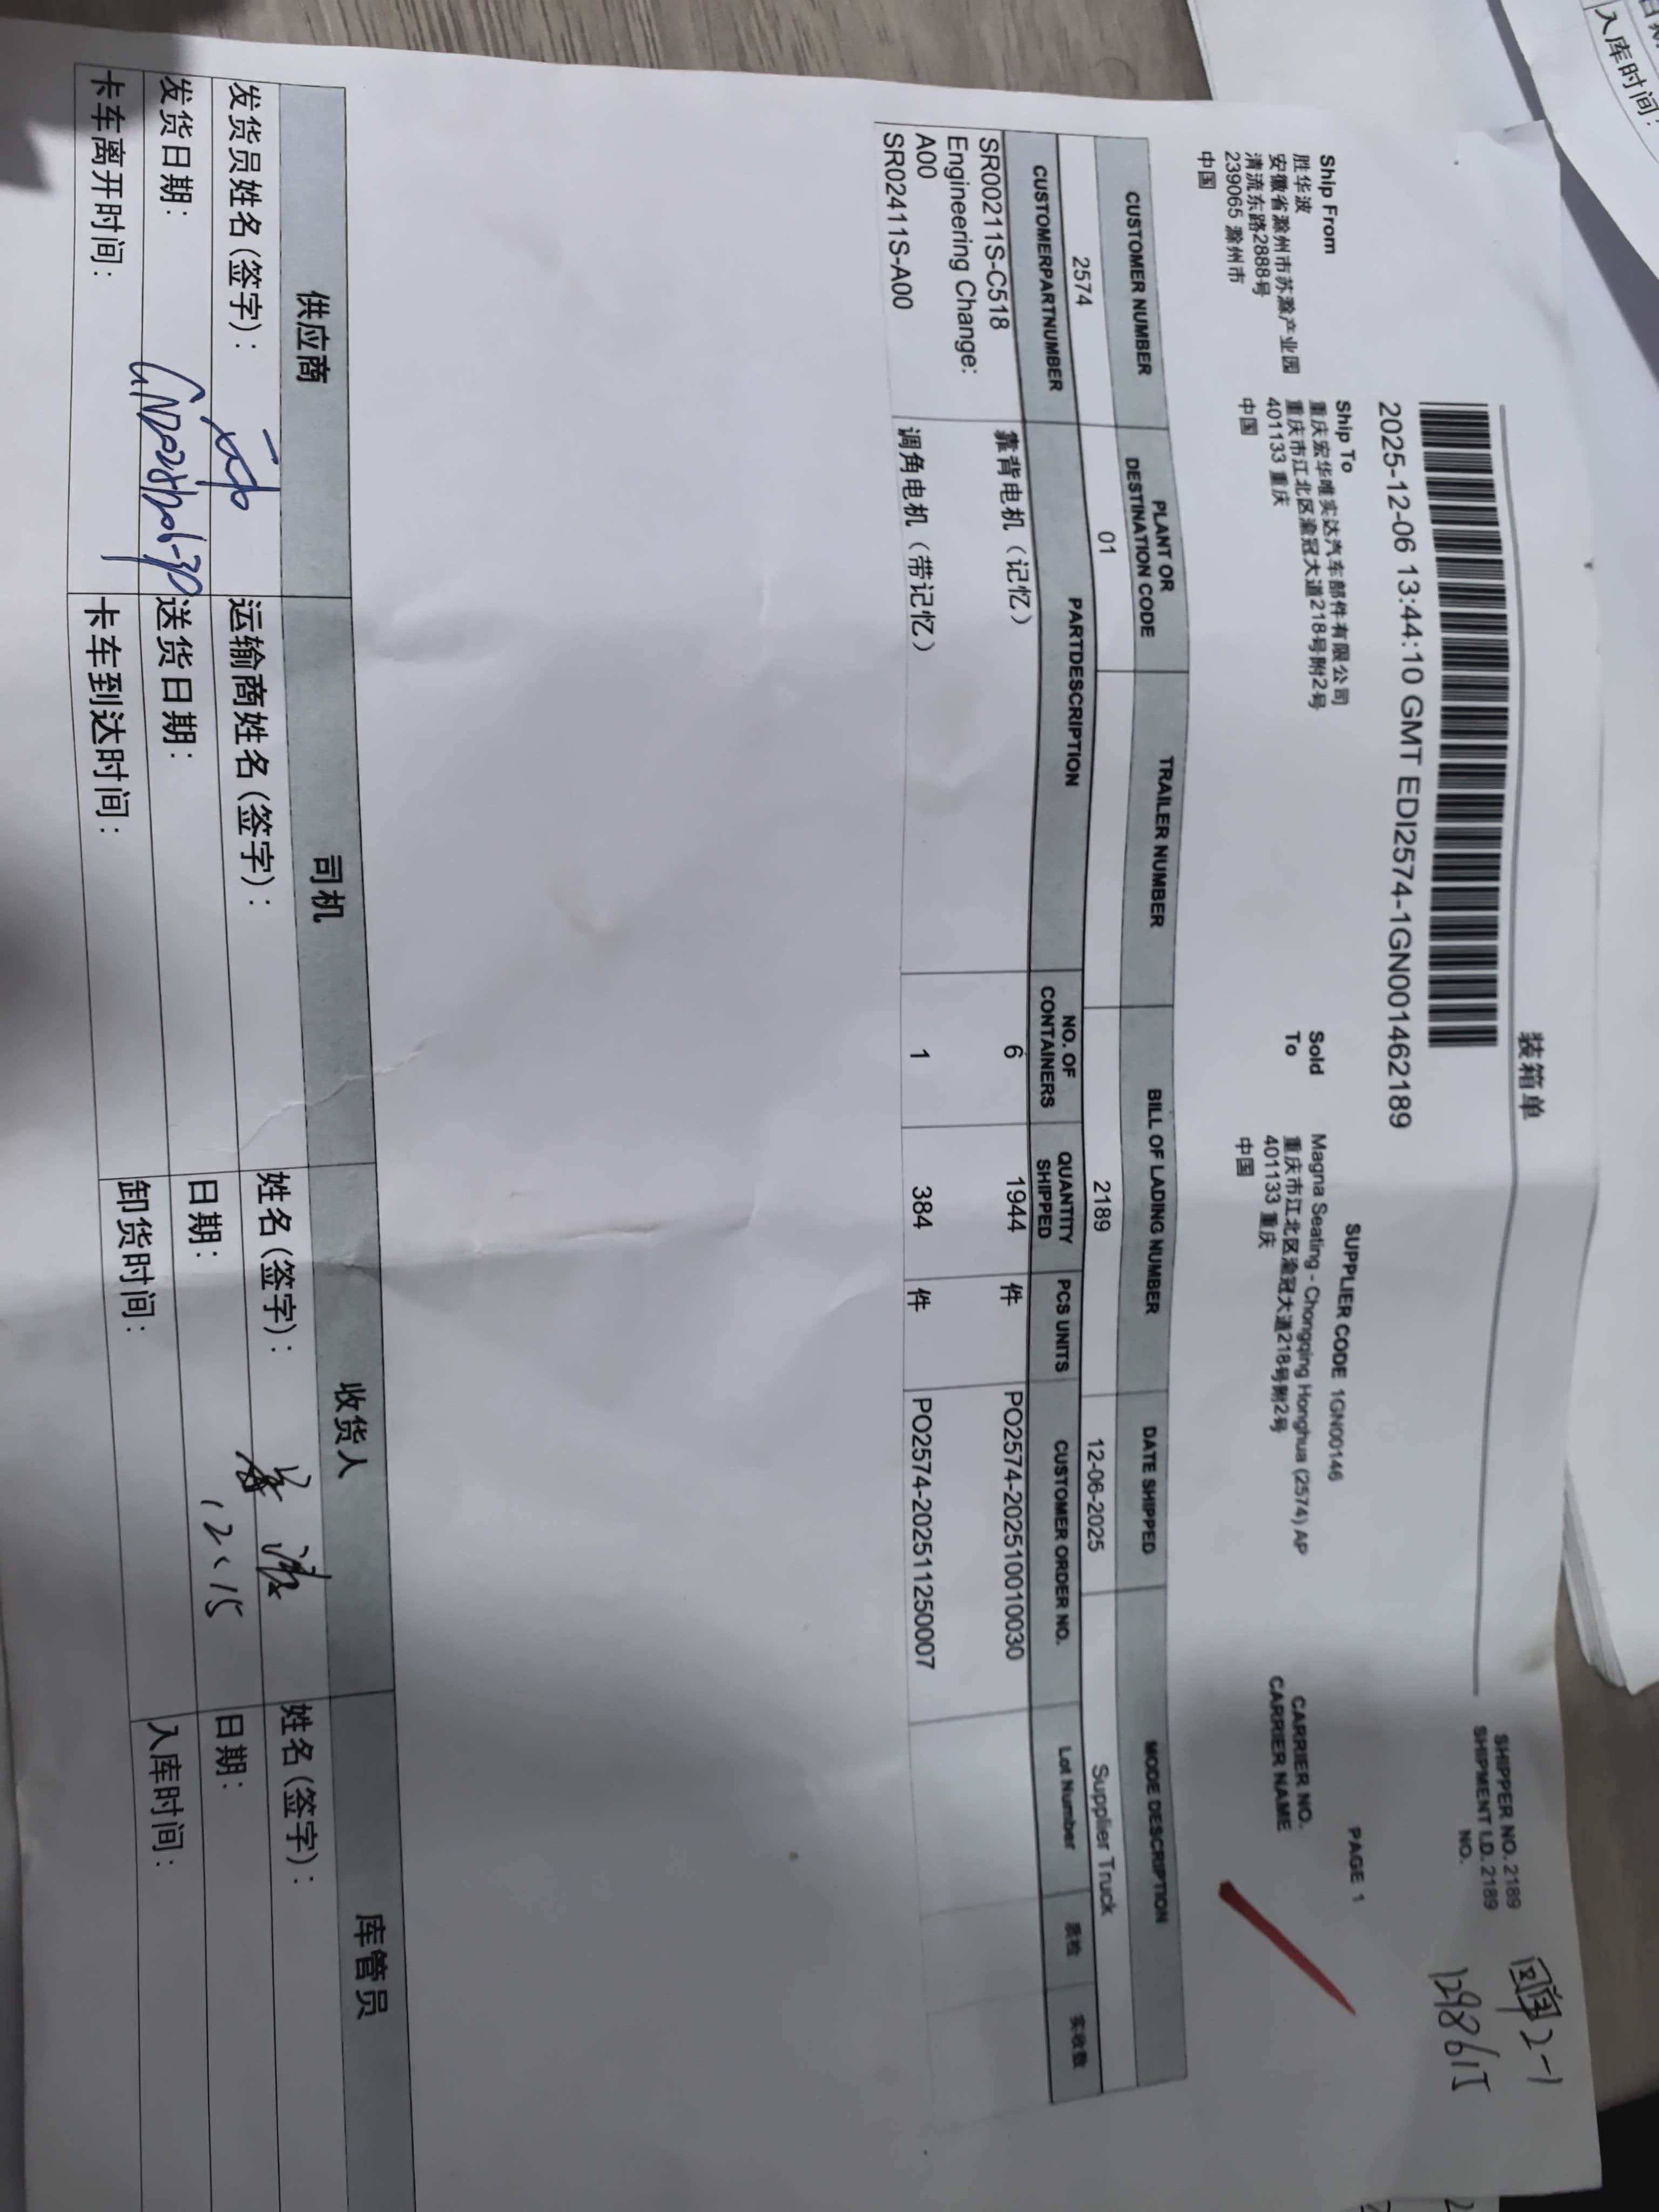 装箱单
SHIPPER NO. 2189
SHIPMENT I.D. 2189
NO.
回单2-1
2025-12-06 13:44:10 GMT EDI2574-1GN001462189
PAGE 1
SUPPLIER CODE 1GN00146
Ship From
胜华波
安徽省滁州市苏滁产业园
清流东路2888号
239065 滁州市
中国
Ship To
重庆宏华唯实达汽车部件有限公司
重庆市江北区渝冠大道218号附2号
401133 重庆
中国
Sold
To
Magna Seating - Chongqing Honghua (2574) AP
重庆市江北区渝冠大道218号附2号
401133 重庆
中国
CARRIER NO.
CARRIER NAME
CUSTOMER NUMBER PLANT OR DESTINATION CODE TRAILER NUMBER BILL OF LADING NUMBER DATE SHIPPED MODE DESCRIPTION
2574 01 2189 12-06-2025 Supplier Truck
CUSTOMERPARTNUMBER PARTDESCRIPTION NO. OF CONTAINERS QUANTITY SHIPPED PCS UNITS CUSTOMER ORDER NO. Lot Number 质检 实收数
SR00211S-C518 靠背电机（记忆） 6 1944 件 PO2574-202510010030
Engineering Change:
A00
SR02411S-A00 调角电机（带记忆） 1 384 件 PO2574-202511250007
供应商 司机 收货人 库管员
发货员姓名(签字)： 运输商姓名(签字)： 姓名(签字)： 姓名(签字)：
发货日期： 送货日期： 日期： 12、15 日期：
卡车离开时间： 卡车到达时间： 卸货时间： 入库时间：
入库时间：